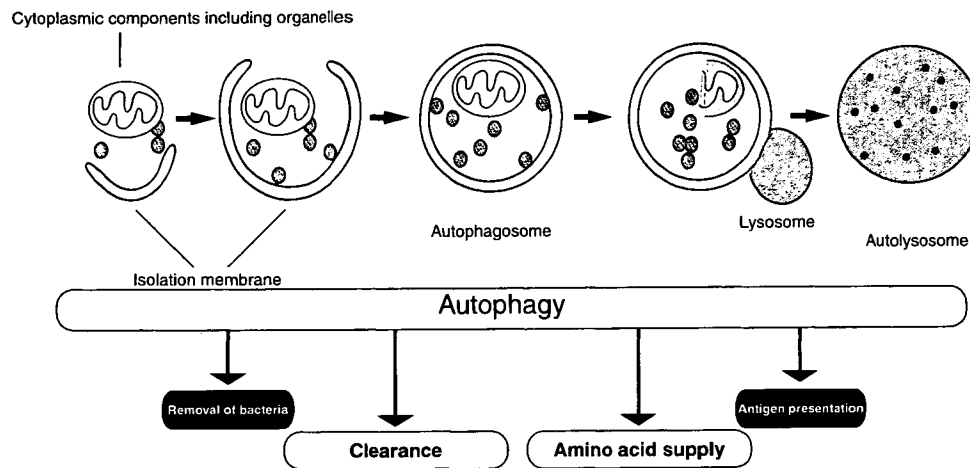 Cytoplasmic components including organelles
Autophagosome
Lysosome
Autolysosome
Isolation membrane
Autophagy
Removal of bacteria
Antigen presentation
Clearance
Amino acid supply